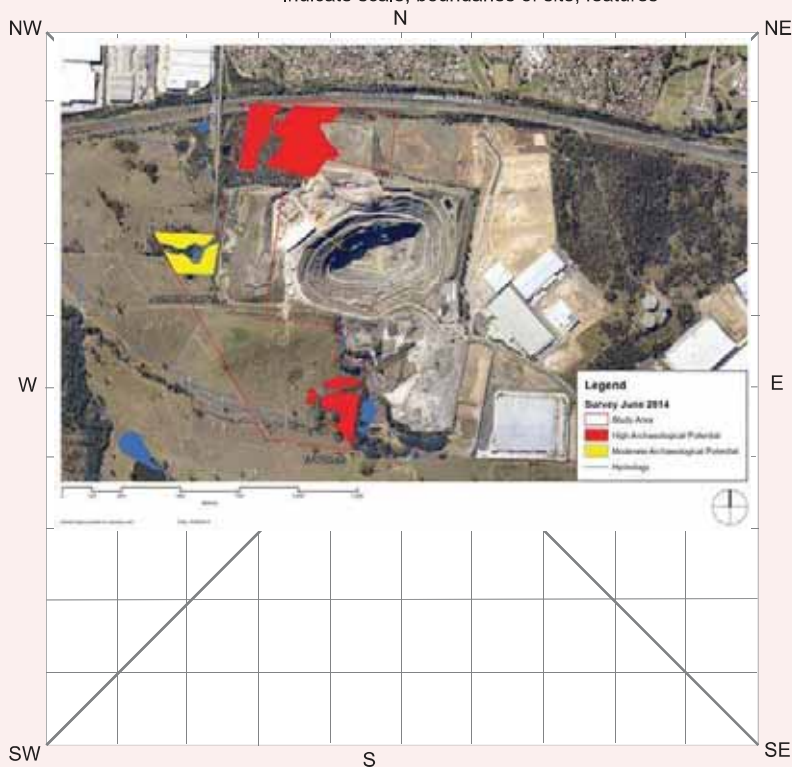 indicate scale, boundaries of site, features
NW
N
NE
W
E
Legend
Survey June 2014
Study Area
High Archaeological Potential
Moderate Archaeological Potential
Hydrology
SW
S
SE